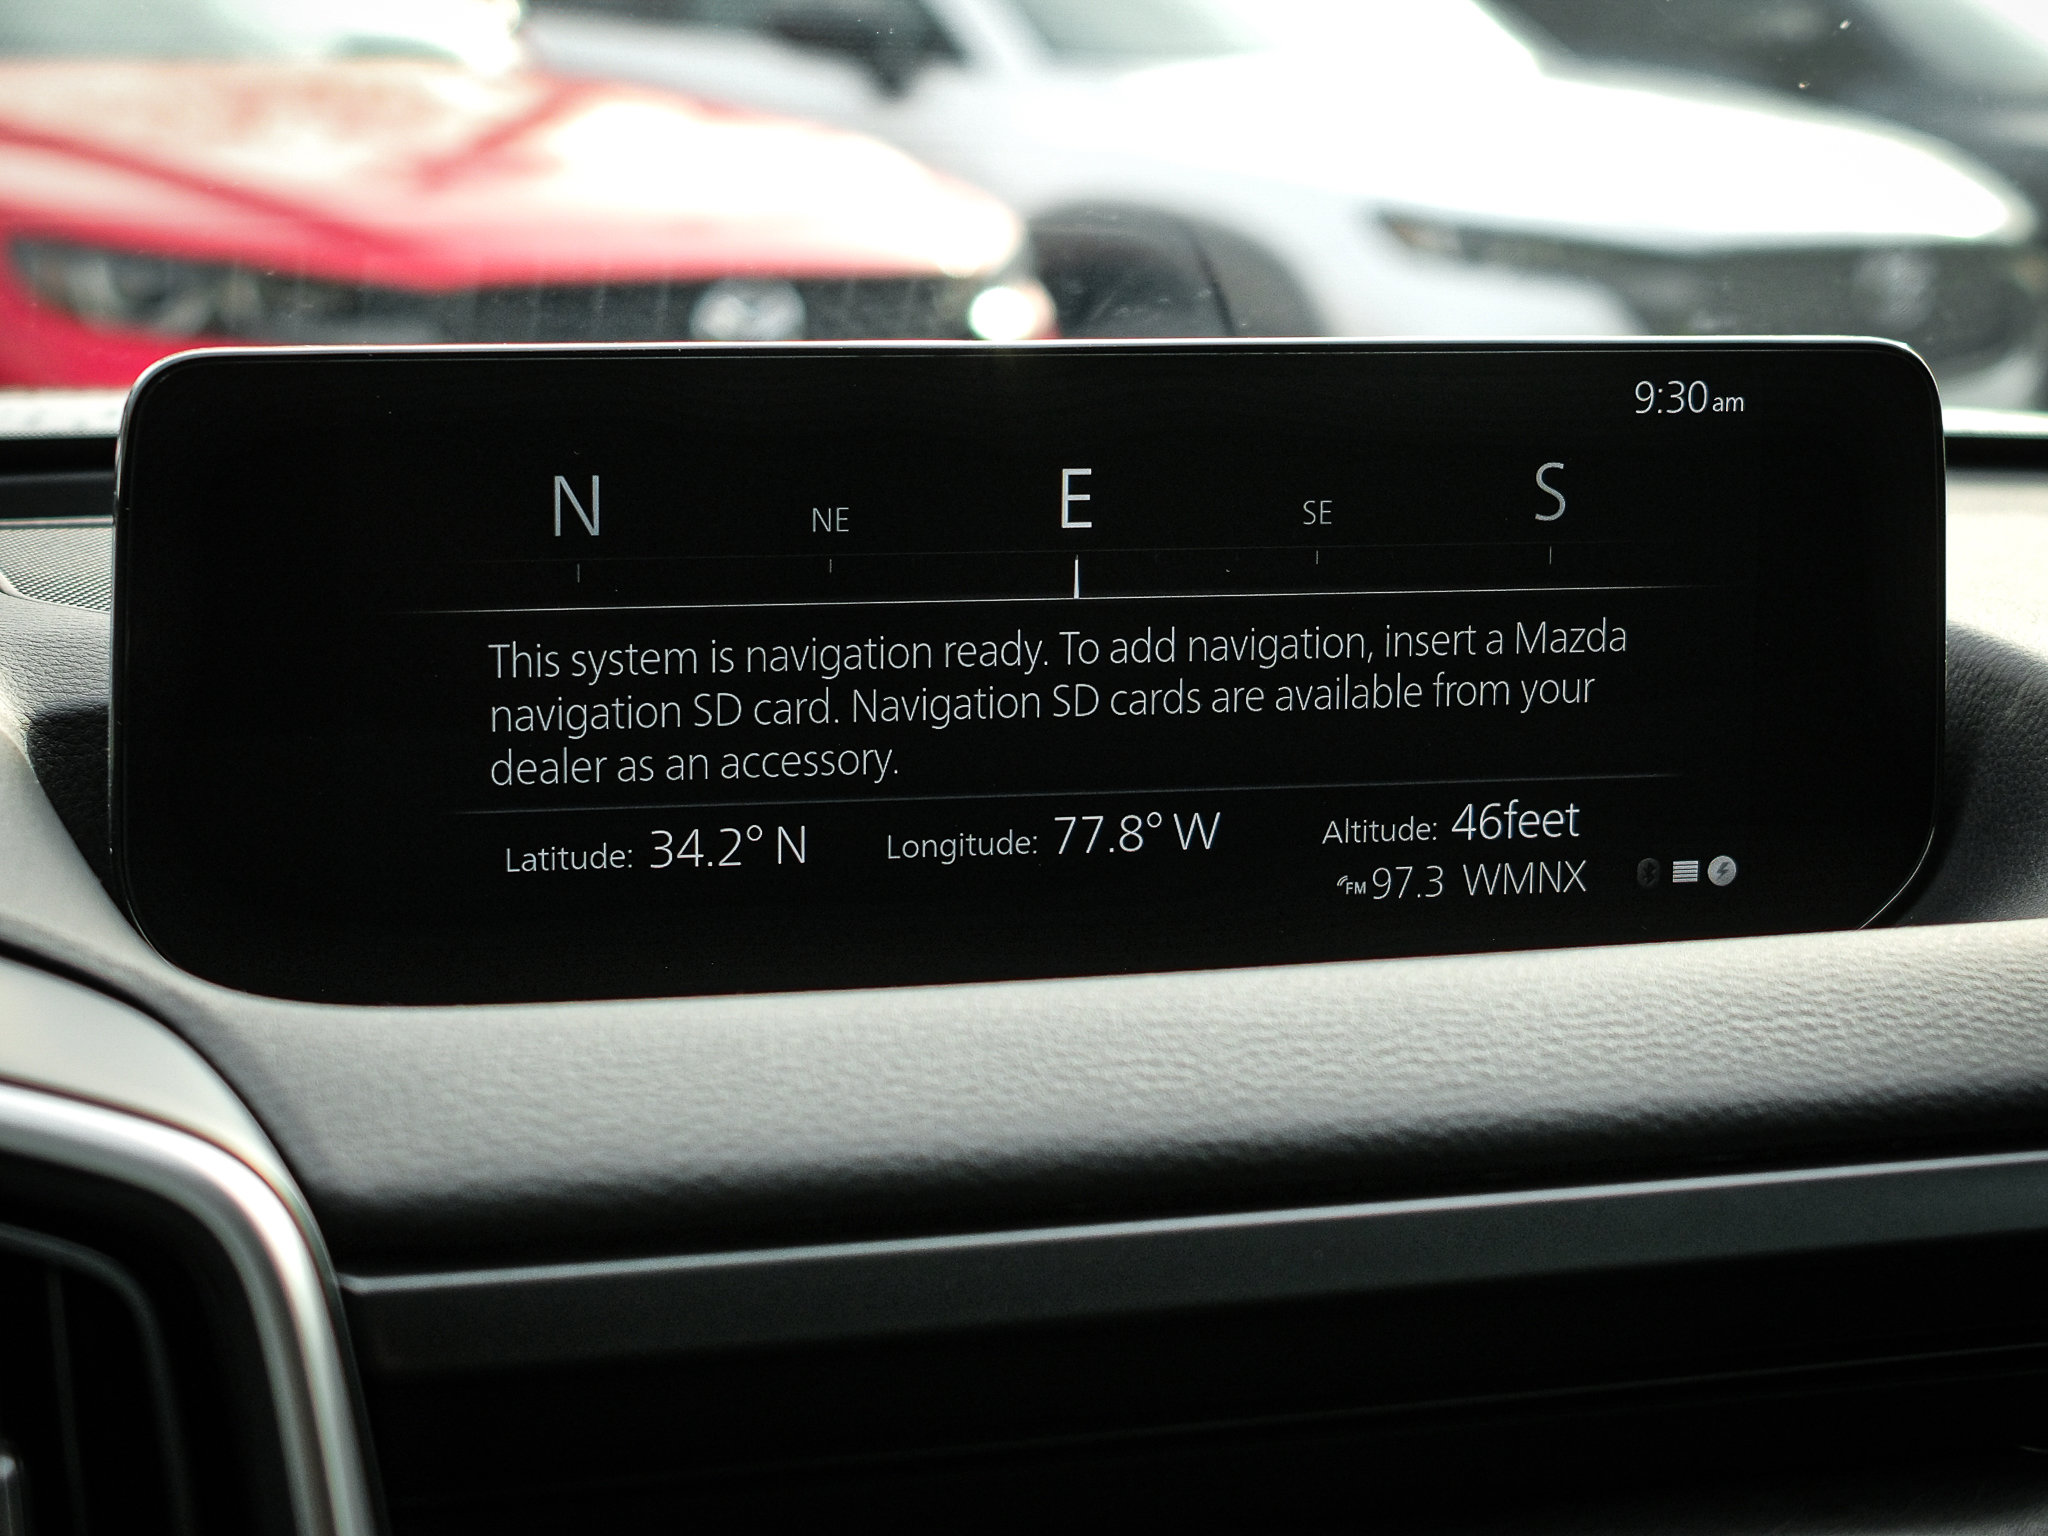 9:30am
N NE E SE S
This system is navigation ready. To add navigation, insert a Mazda
navigation SD card. Navigation SD cards are available from your
dealer as an accessory.
Latitude: 34.2° N Longitude: 77.8° W Altitude: 46feet
FM 97.3 WMNX